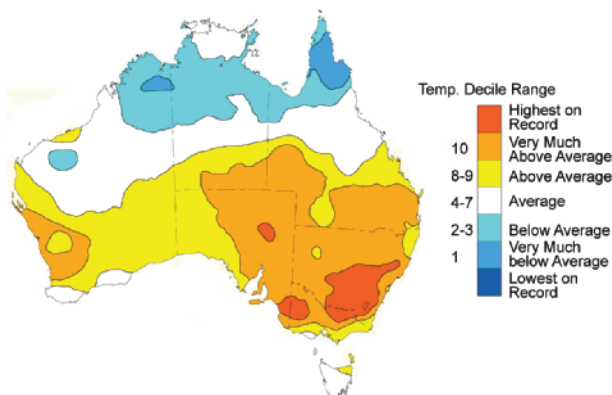 Temp. Decile Range
Highest on
Record
10
Very Much
Above Average
8-9
Above Average
4-7
Average
2-3
Below Average
1
Very Much
below Average
Lowest on
Record